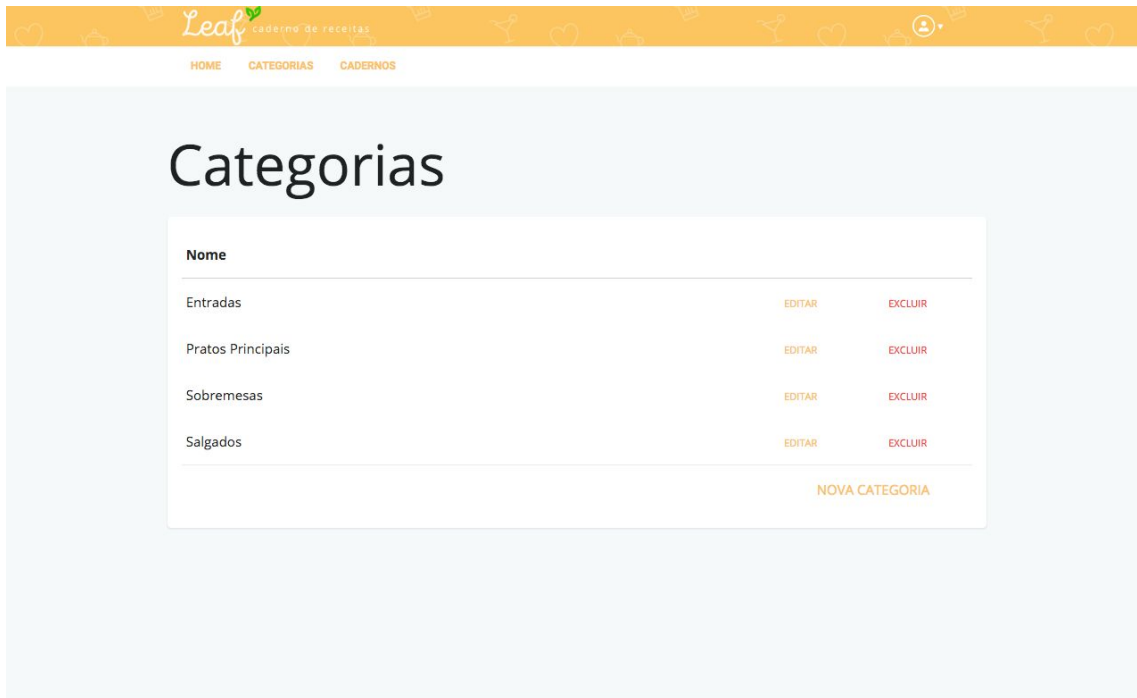 Leaf caderno de receitas
HOME CATEGORIAS CADERNOS
Categorias
Nome
Entradas EDITAR EXCLUIR
Pratos Principais EDITAR EXCLUIR
Sobremesas EDITAR EXCLUIR
Salgados EDITAR EXCLUIR
NOVA CATEGORIA